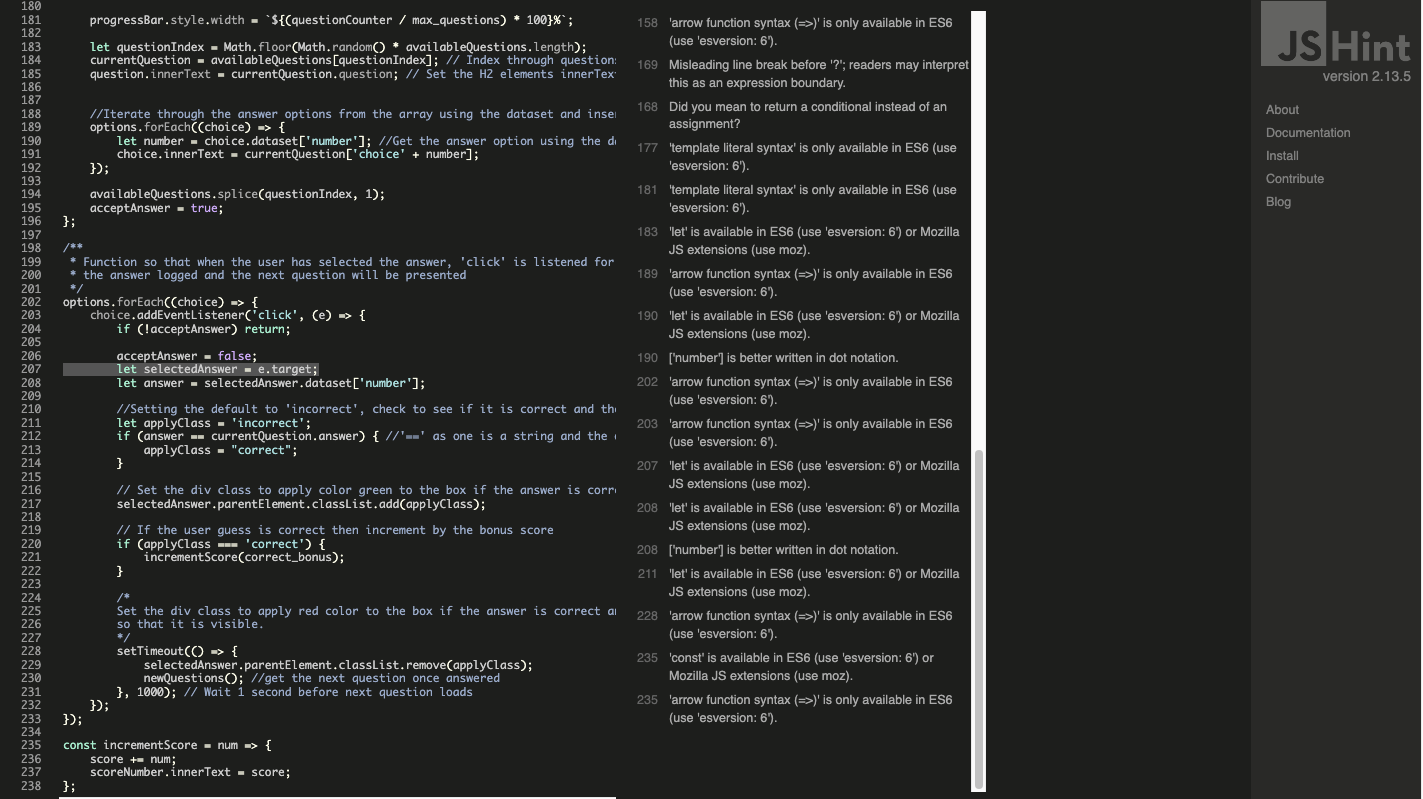 180
181 progressBar.style.width = `${(questionCounter / max_questions) * 100}%`;
182
183 let questionIndex = Math.floor(Math.random() * availableQuestions.length);
184 currentQuestion = availableQuestions[questionIndex]; // Index through question
185 question.innerText = currentQuestion.question; // Set the H2 elements innerTex
186
187
188 //Iterate through the answer options from the array using the dataset and inse
189 options.forEach((choice) => {
190 let number = choice.dataset['number']; //Get the answer option using the d
191 choice.innerText = currentQuestion['choice' + number];
192 });
193
194 availableQuestions.splice(questionIndex, 1);
195 acceptAnswer = true;
196 };
197
198 /**
199 * Function so that when the user has selected the answer, 'click' is listened for
200 * the answer logged and the next question will be presented
201 */
202 options.forEach((choice) => {
203 choice.addEventListener('click', (e) => {
204 if (!acceptAnswer) return;
205
206 acceptAnswer = false;
207 let selectedAnswer = e.target;
208 let answer = selectedAnswer.dataset['number'];
209
210 //Setting the default to 'incorrect', check to see if it is correct and th
211 let applyClass = 'incorrect';
212 if (answer == currentQuestion.answer) { //'==' as one is a string and the
213 applyClass = "correct";
214 }
215
216 // Set the div class to apply color green to the box if the answer is corr
217 selectedAnswer.parentElement.classList.add(applyClass);
218
219 // If the user guess is correct then increment by the bonus score
220 if (applyClass === 'correct') {
221 incrementScore(correct_bonus);
222 }
223
224 /*
225 Set the div class to apply red color to the box if the answer is correct a
226 so that it is visible.
227 */
228 setTimeout(() => {
229 selectedAnswer.parentElement.classList.remove(applyClass);
230 newQuestions(); //get the next question once answered
231 }, 1000); // Wait 1 second before next question loads
232 });
233 });
234
235 const incrementScore = num => {
236 score += num;
237 scoreNumber.innerText = score;
238 };
158 'arrow function syntax (=>)' is only available in ES6
(use 'esversion: 6').
169 Misleading line break before '?'; readers may interpret
this as an expression boundary.
168 Did you mean to return a conditional instead of an
assignment?
177 'template literal syntax' is only available in ES6 (use
'esversion: 6').
181 'template literal syntax' is only available in ES6 (use
'esversion: 6').
183 'let' is available in ES6 (use 'esversion: 6') or Mozilla
JS extensions (use moz).
189 'arrow function syntax (=>)' is only available in ES6
(use 'esversion: 6').
190 'let' is available in ES6 (use 'esversion: 6') or Mozilla
JS extensions (use moz).
190 ['number'] is better written in dot notation.
202 'arrow function syntax (=>)' is only available in ES6
(use 'esversion: 6').
203 'arrow function syntax (=>)' is only available in ES6
(use 'esversion: 6').
207 'let' is available in ES6 (use 'esversion: 6') or Mozilla
JS extensions (use moz).
208 'let' is available in ES6 (use 'esversion: 6') or Mozilla
JS extensions (use moz).
208 ['number'] is better written in dot notation.
211 'let' is available in ES6 (use 'esversion: 6') or Mozilla
JS extensions (use moz).
228 'arrow function syntax (=>)' is only available in ES6
(use 'esversion: 6').
235 'const' is available in ES6 (use 'esversion: 6') or
Mozilla JS extensions (use moz).
235 'arrow function syntax (=>)' is only available in ES6
(use 'esversion: 6').
JSHint
version 2.13.5
About
Documentation
Install
Contribute
Blog